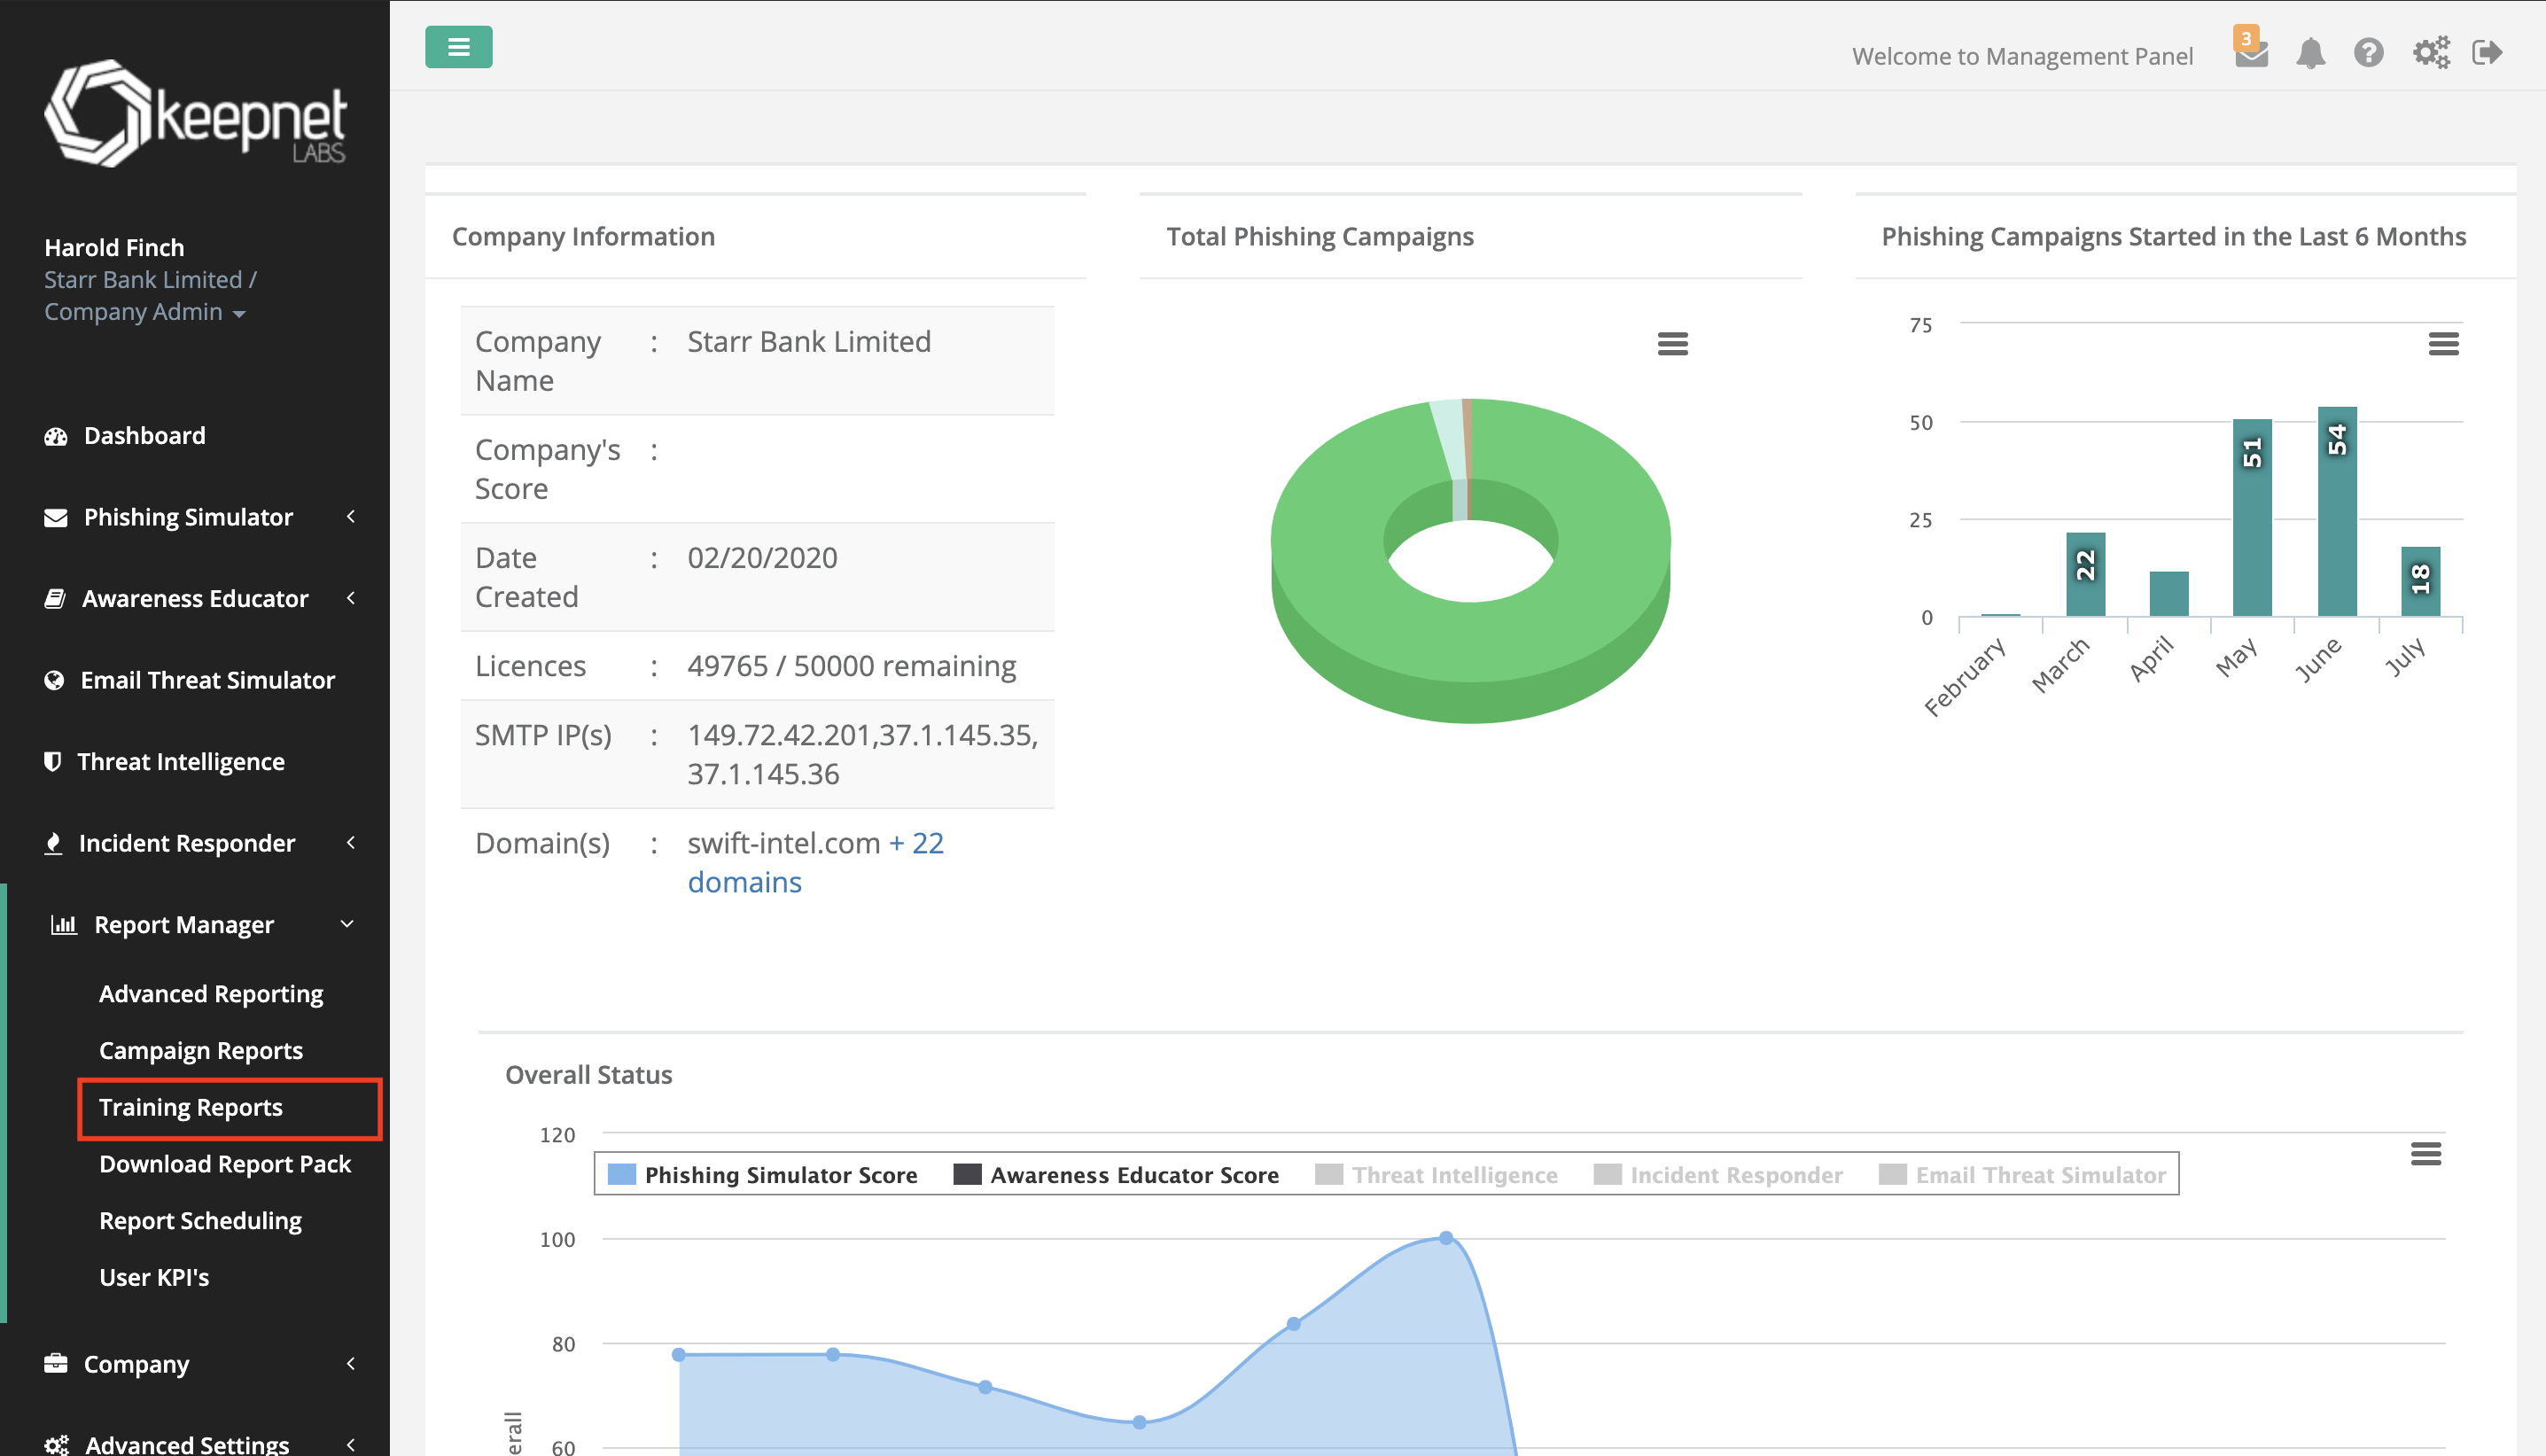 keepnet
LABS
Harold Finch
Starr Bank Limited /
Company Admin
Dashboard
Phishing Simulator
Awareness Educator
Email Threat Simulator
Threat Intelligence
Incident Responder
Report Manager
Advanced Reporting
Campaign Reports
Training Reports
Download Report Pack
Report Scheduling
User KPI's
Company
Advanced Settings
Welcome to Management Panel
3
Company Information
Company Name : Starr Bank Limited
Company's Score :
Date Created : 02/20/2020
Licences : 49765 / 50000 remaining
SMTP IP(s) : 149.72.42.201,37.1.145.35,
37.1.145.36
Domain(s) : swift-intel.com + 22
domains
Total Phishing Campaigns
Phishing Campaigns Started in the Last 6 Months
75
50
25
0
22
51
54
18
February
March
April
May
June
July
Overall Status
120
Phishing Simulator Score
Awareness Educator Score
Threat Intelligence
Incident Responder
Email Threat Simulator
100
80
60
erall